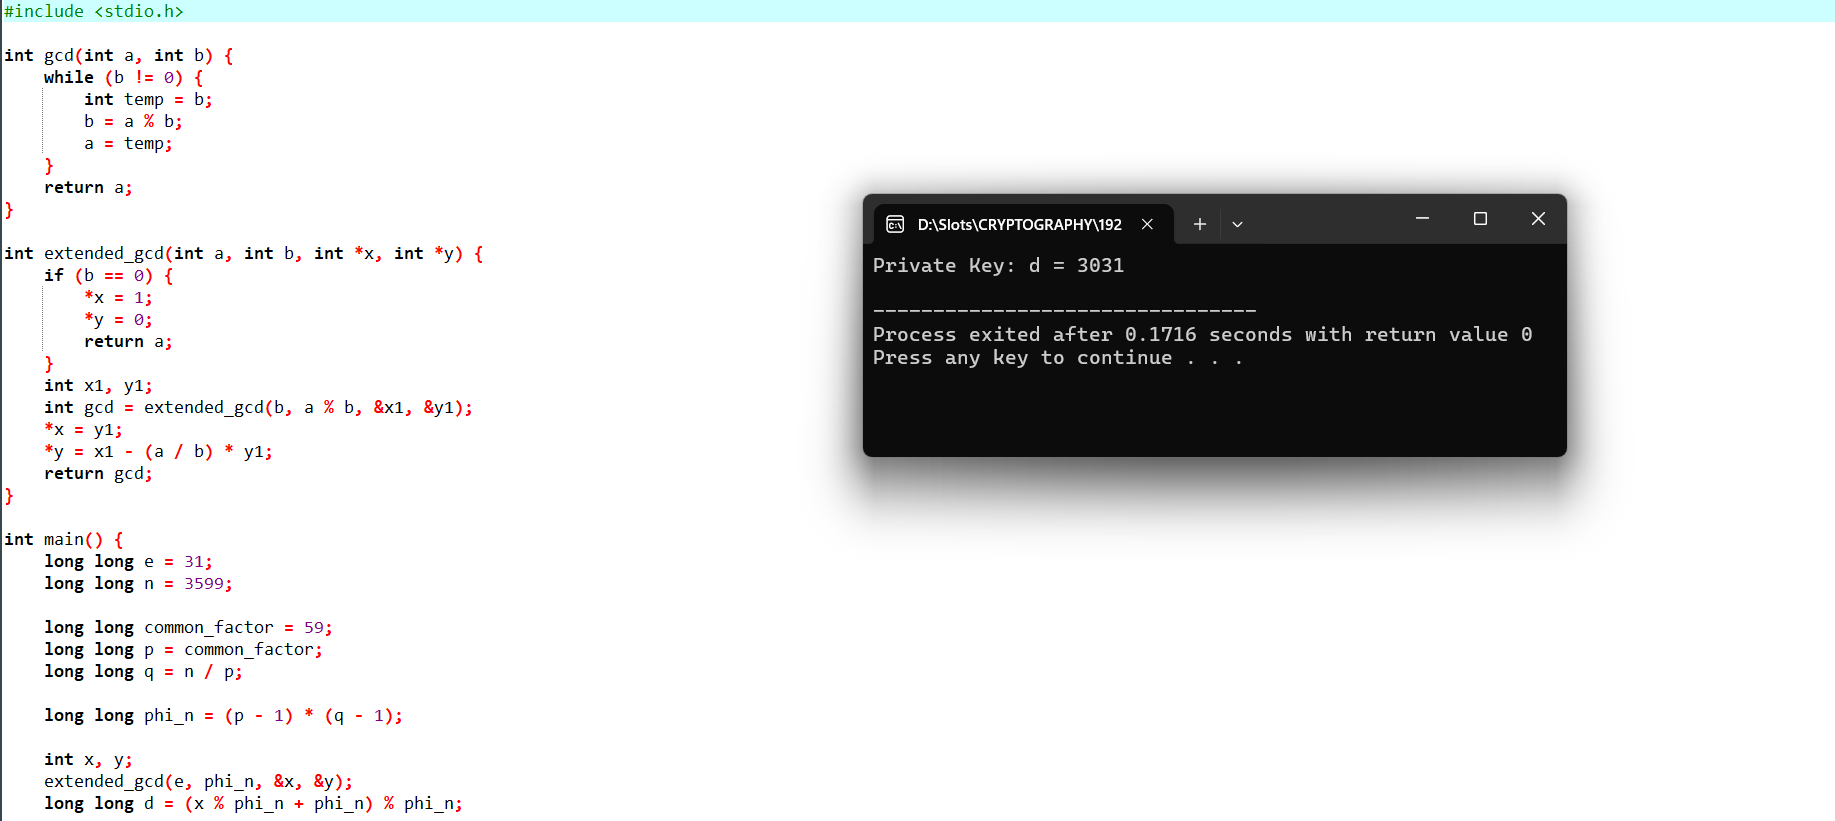 #include <stdio.h>
int gcd(int a, int b) {
    while (b != 0) {
        int temp = b;
        b = a % b;
        a = temp;
    }
    return a;
}
int extended_gcd(int a, int b, int *x, int *y) {
    if (b == 0) {
        *x = 1;
        *y = 0;
        return a;
    }
    int x1, y1;
    int gcd = extended_gcd(b, a % b, &x1, &y1);
    *x = y1;
    *y = x1 - (a / b) * y1;
    return gcd;
}
int main() {
    long long e = 31;
    long long n = 3599;
    long long common_factor = 59;
    long long p = common_factor;
    long long q = n / p;
    long long phi_n = (p - 1) * (q - 1);
    int x, y;
    extended_gcd(e, phi_n, &x, &y);
    long long d = (x % phi_n + phi_n) % phi_n;
D:\Slots\CRYPTOGRAPHY\192
Private Key: d = 3031
--------------------------------
Process exited after 0.1716 seconds with return value 0
Press any key to continue . . .